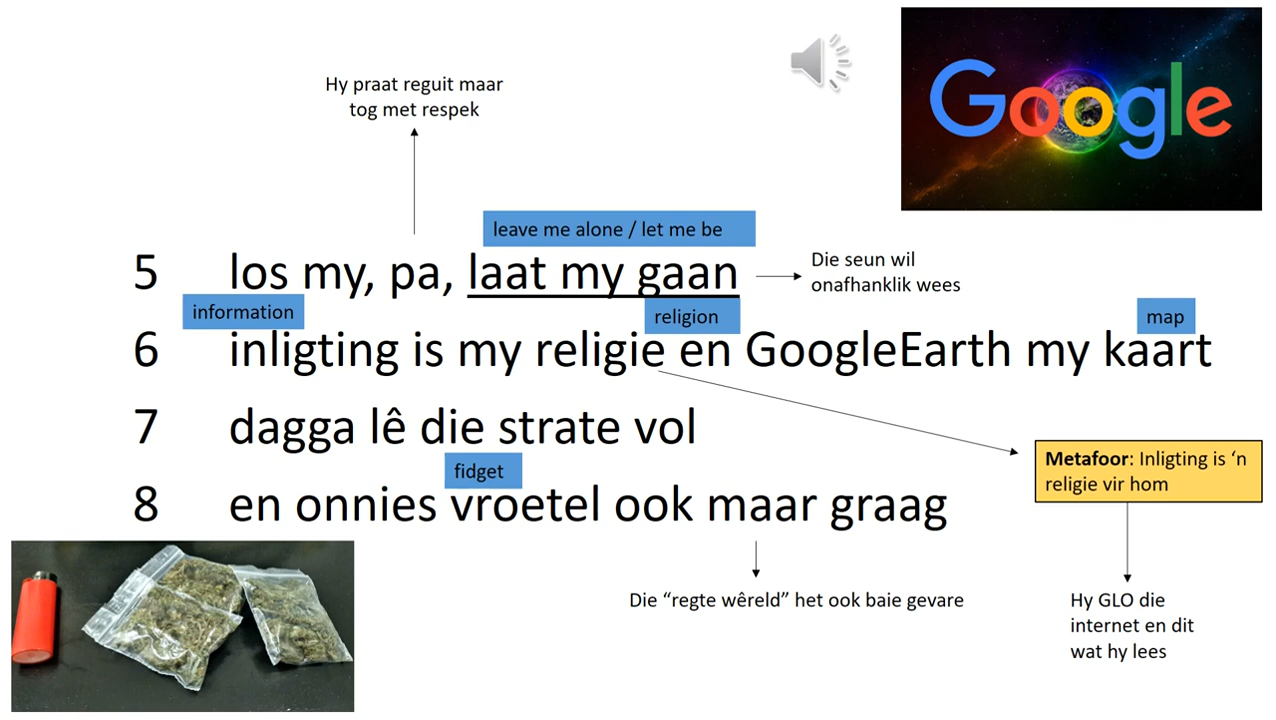 Google
Hy praat reguit maar
tog met respek
leave me alone / let me be
5 los my, pa, laat my gaan
Die seun wil
onafhanklik wees
information
religion
map
6 inligting is my religie en GoogleEarth my kaart
7 dagga lê die strate vol
Metafoor: Inligting is ‘n
religie vir hom
fidget
8 en onnies vroetel ook maar graag
Die “regte wêreld” het ook baie gevare
Hy GLO die
internet en dit
wat hy lees